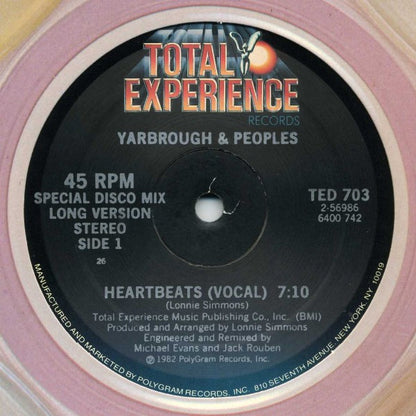 TOTAL
EXPERIENCE
RECORDS
YARBROUGH & PEOPLES
45 RPM
SPECIAL DISCO MIX
LONG VERSION
STEREO
SIDE 1
26
TED 703
2-56986
6400 742
HEARTBEATS (VOCAL) 7:10
(Lonnie Simmons)
Total Experience Music Publishing Co., Inc. (BMI)
Produced and Arranged by Lonnie Simmons
Engineered and Remixed by
Michael Evans and Jack Rouben
℗ 1982 PolyGram Records, Inc.
MANUFACTURED AND MARKETED BY POLYGRAM RECORDS, INC. 810 SEVENTH AVENUE, NEW YORK, NY. 10019